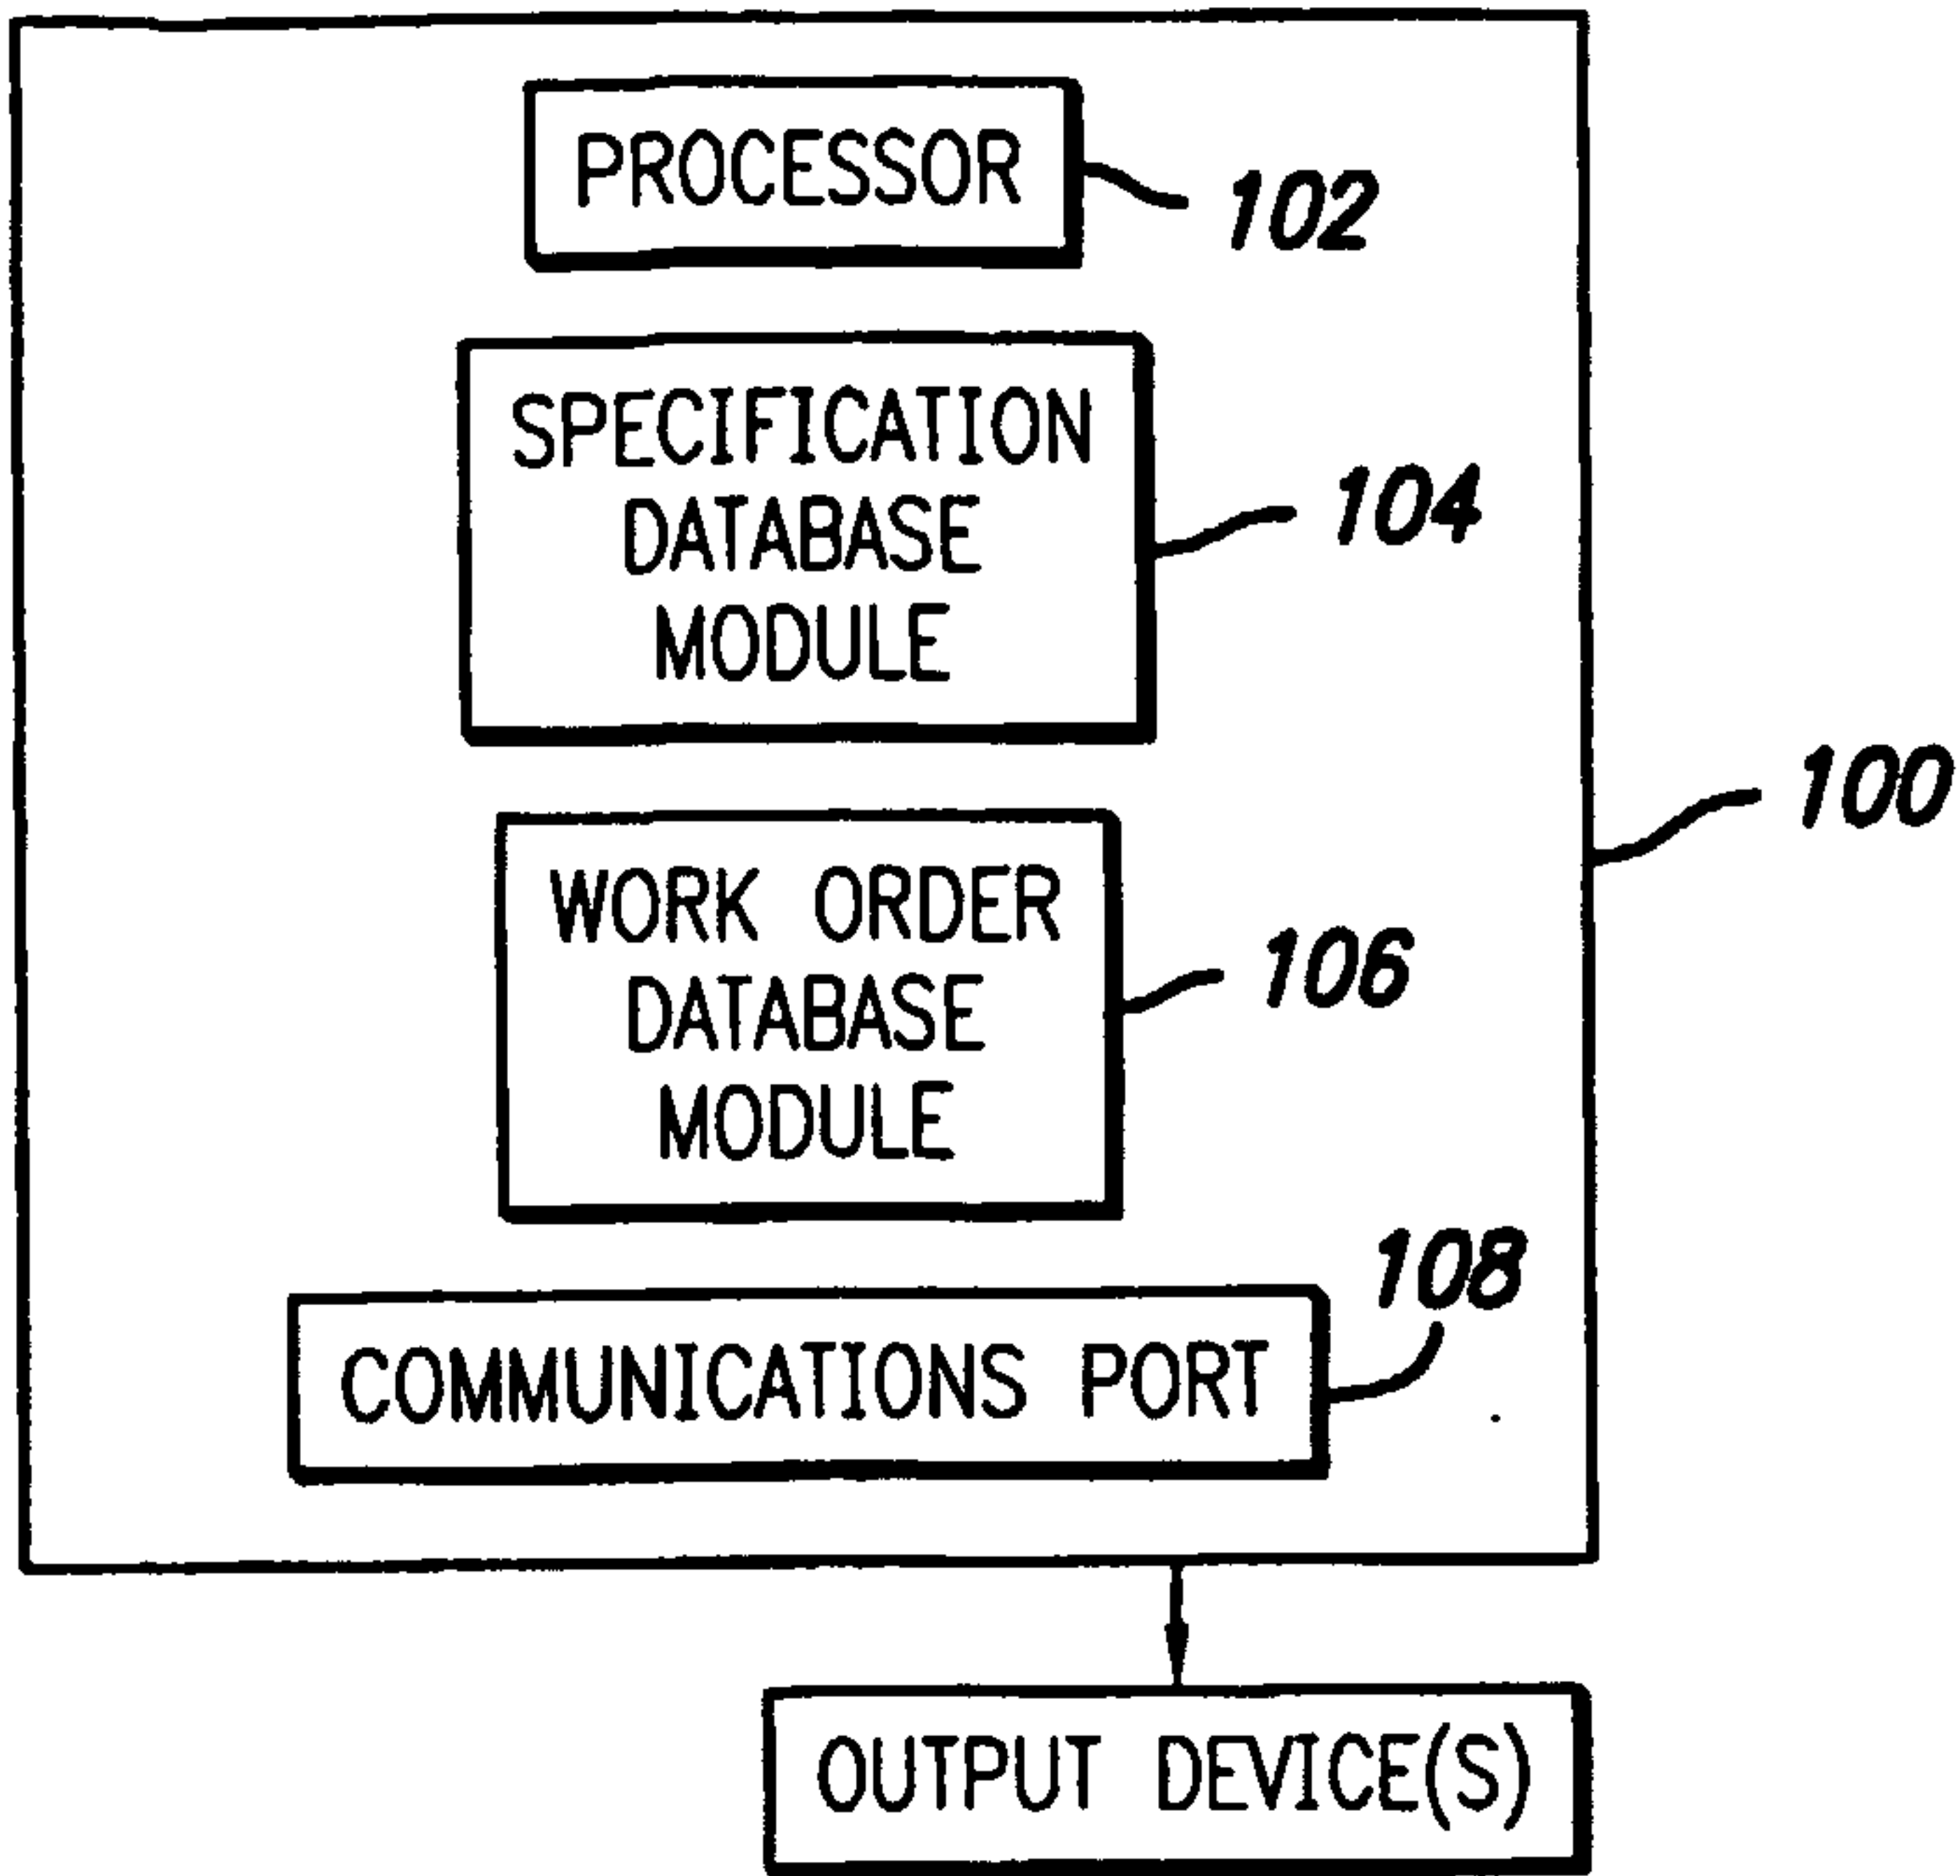 PROCESSOR
102
SPECIFICATION
DATABASE
MODULE
104
100
WORK ORDER
DATABASE
MODULE
106
108
COMMUNICATIONS PORT
OUTPUT DEVICE(S)